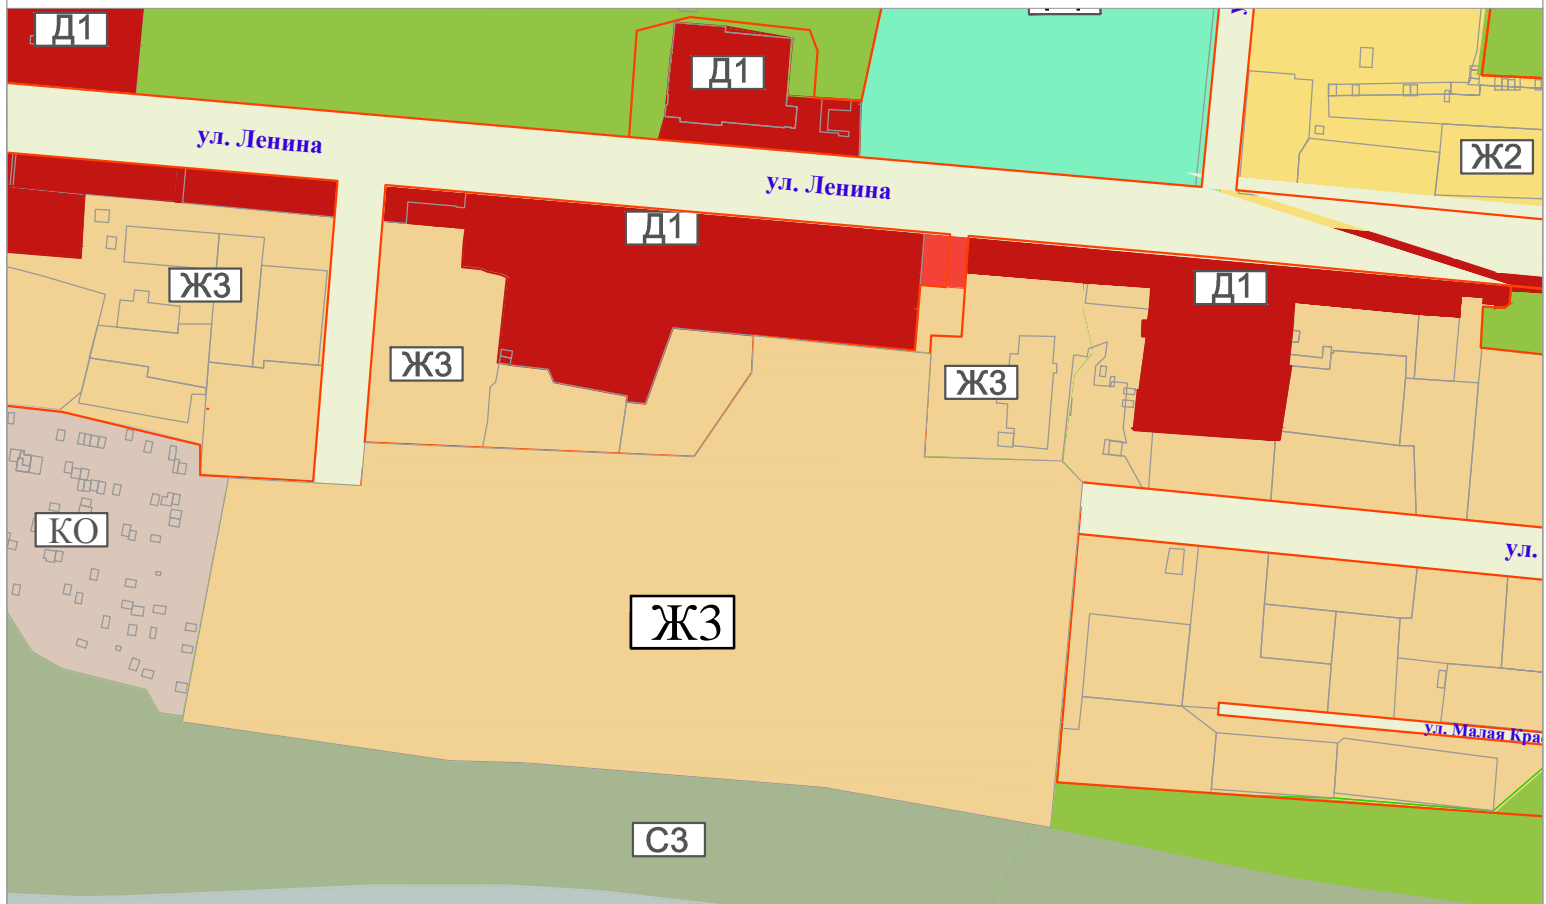 Д1
Д1
ул. Ленина
Ж2
ул. Ленина
Д1
Ж3
Д1
Ж3
Ж3
КО
ул.
Ж3
ул. Малая Кра
С3